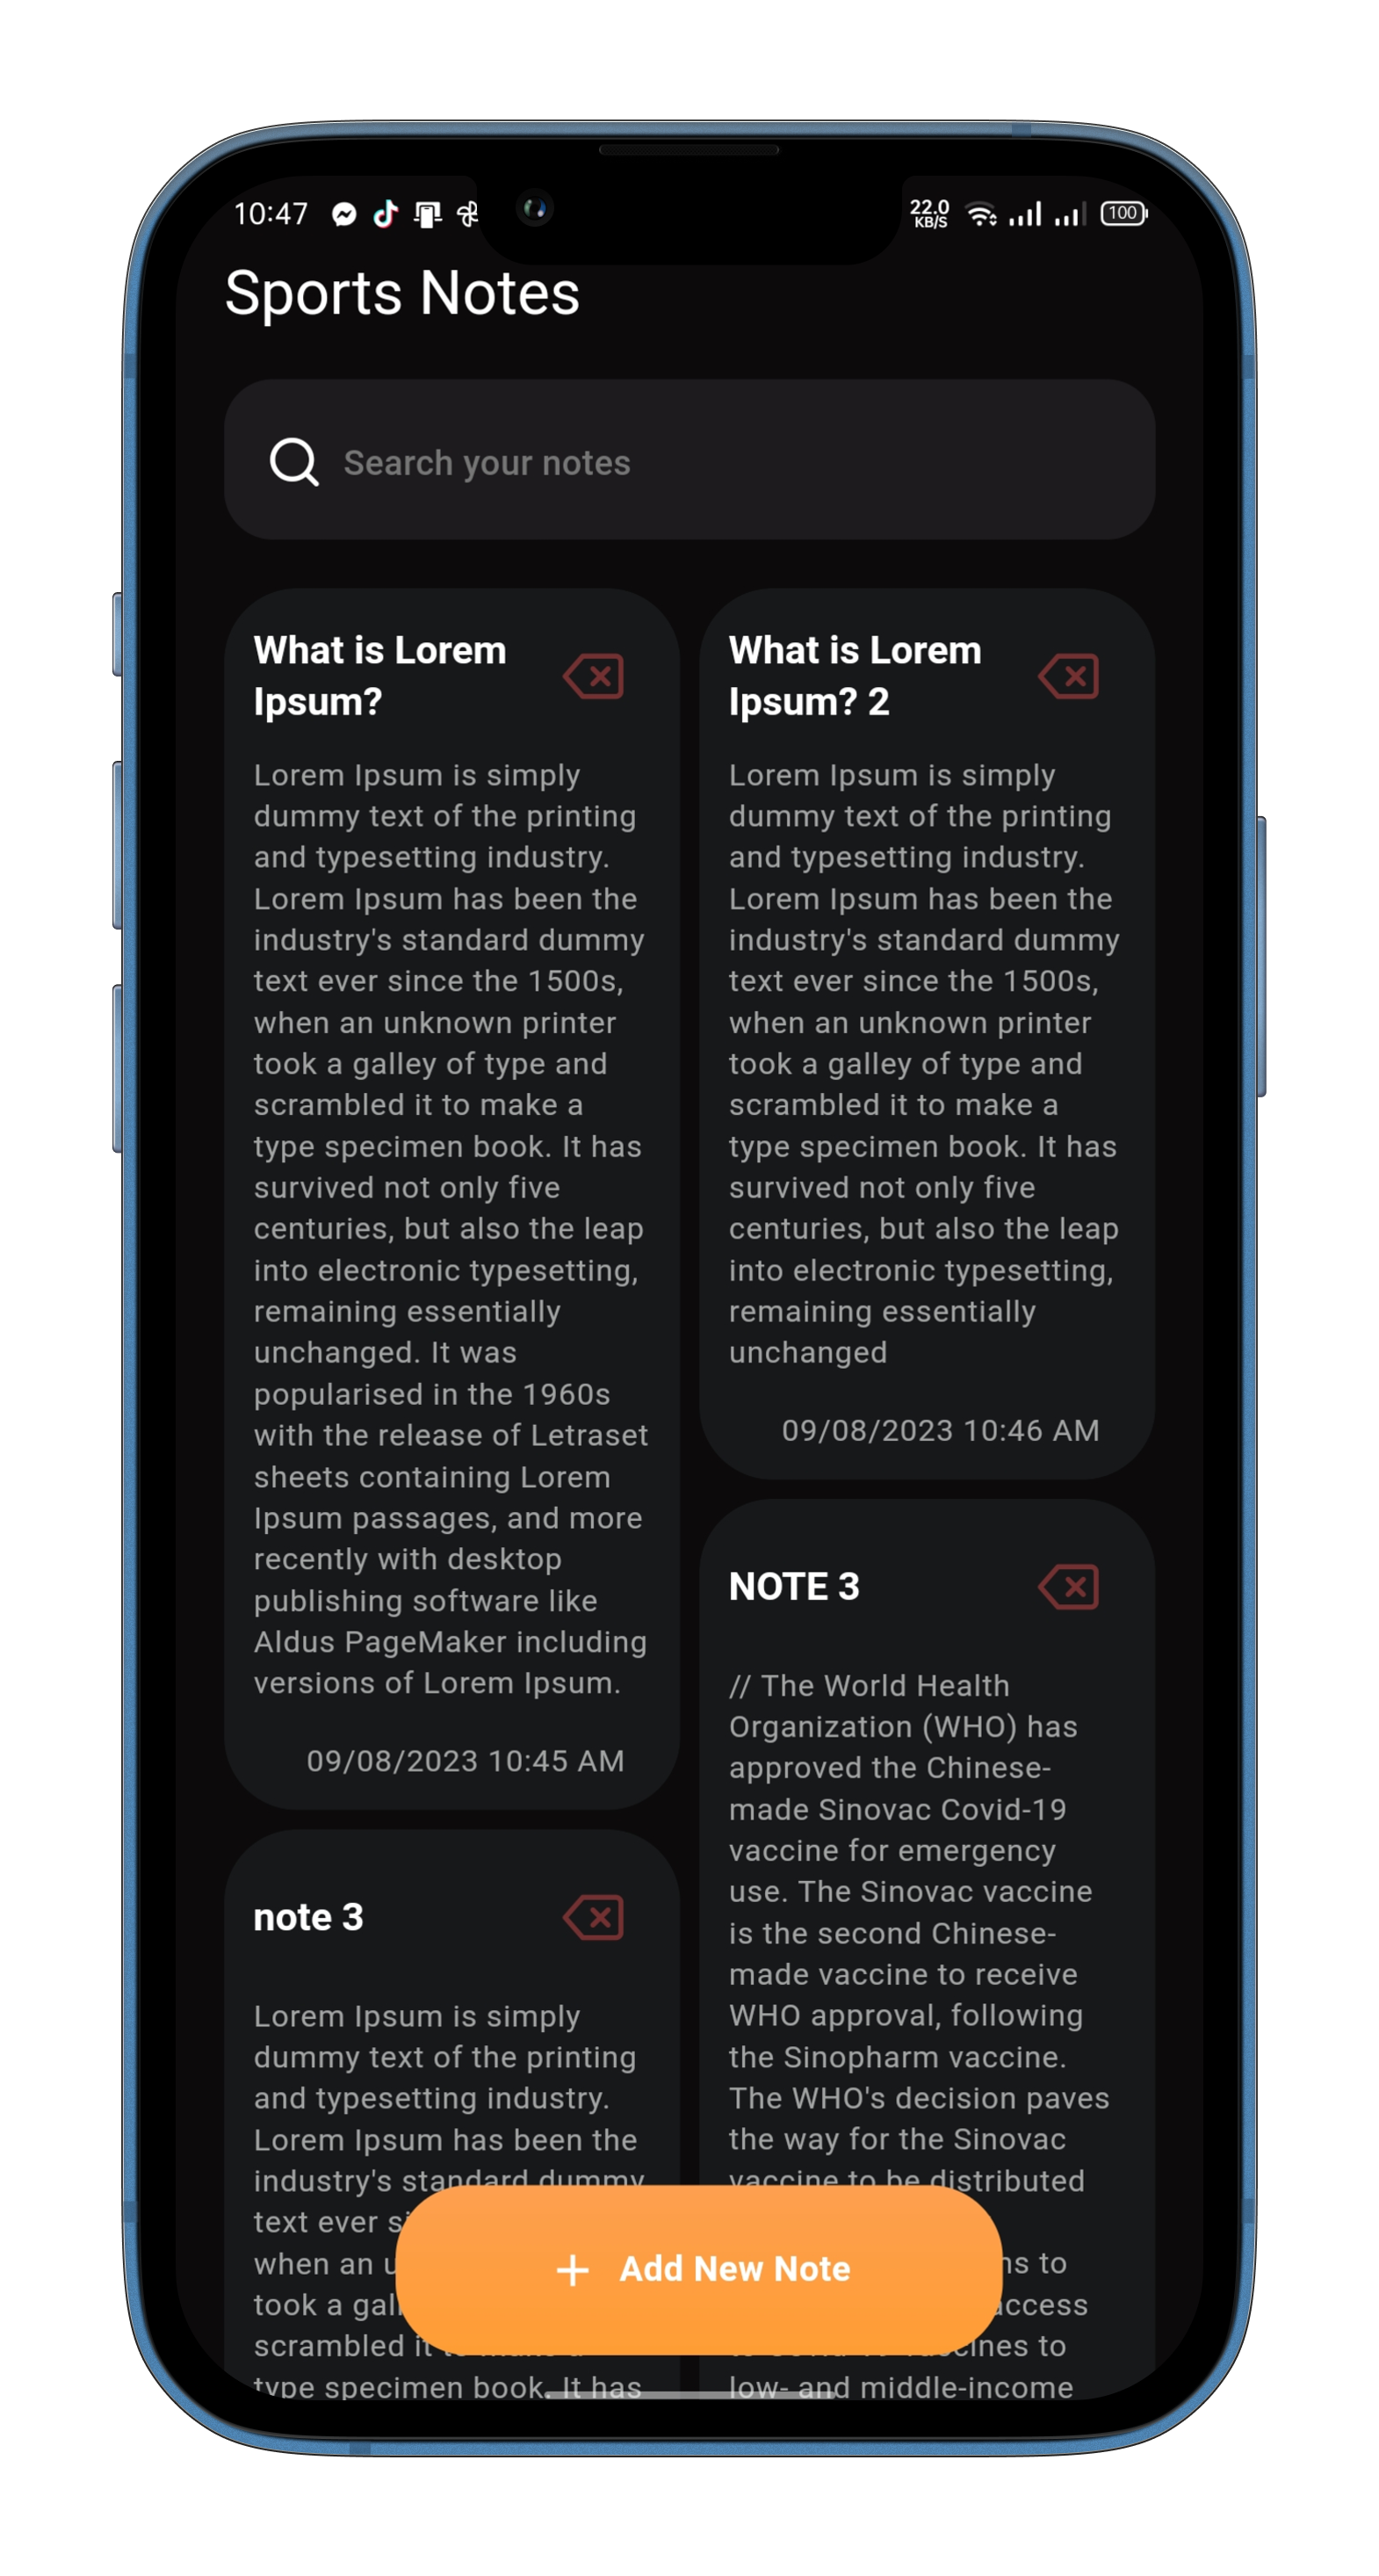 10:47
22.0
KB/S
100
Sports Notes
Search your notes
What is Lorem
Ipsum?
Lorem Ipsum is simply
dummy text of the printing
and typesetting industry.
Lorem Ipsum has been the
industry's standard dummy
text ever since the 1500s,
when an unknown printer
took a galley of type and
scrambled it to make a
type specimen book. It has
survived not only five
centuries, but also the leap
into electronic typesetting,
remaining essentially
unchanged. It was
popularised in the 1960s
with the release of Letraset
sheets containing Lorem
Ipsum passages, and more
recently with desktop
publishing software like
Aldus PageMaker including
versions of Lorem Ipsum.
09/08/2023 10:45 AM
note 3
Lorem Ipsum is simply
dummy text of the printing
and typesetting industry.
Lorem Ipsum has been the
industry's standard dummy
text ever
when an
took a
scrambled it
type specimen book. It has
What is Lorem
Ipsum? 2
Lorem Ipsum is simply
dummy text of the printing
and typesetting industry.
Lorem Ipsum has been the
industry's standard dummy
text ever since the 1500s,
when an unknown printer
took a galley of type and
scrambled it to make a
type specimen book. It has
survived not only five
centuries, but also the leap
into electronic typesetting,
remaining essentially
unchanged
09/08/2023 10:46 AM
NOTE 3
// The World Health
Organization (WHO) has
approved the Chinese-
made Sinovac Covid-19
vaccine for emergency
use. The Sinovac vaccine
is the second Chinese-
made vaccine to receive
WHO approval, following
the Sinopharm vaccine.
The WHO's decision paves
the way for the Sinovac
vaccine to be distributed
to
access
to
low- and middle-income
+ Add New Note